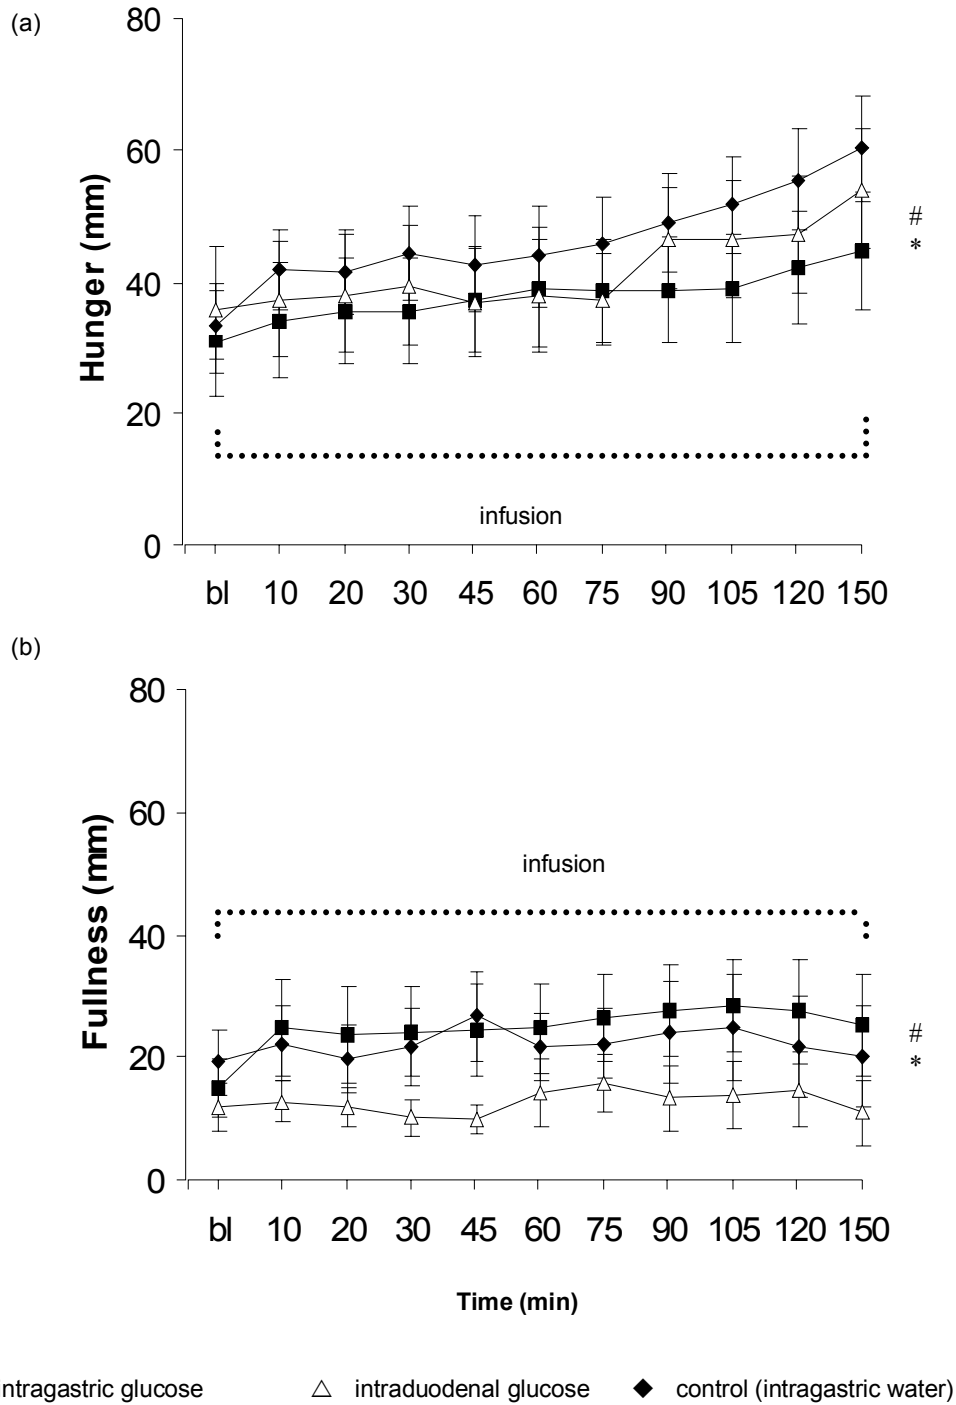 (a)
80
60
40
20
0
Hunger (mm)
#
*
infusion
bl 10 20 30 45 60 75 90 105 120 150
(b)
80
60
40
20
0
Fullness (mm)
infusion
#
*
bl 10 20 30 45 60 75 90 105 120 150
Time (min)
ntragastric glucose intraduodenal glucose control (intragastric water)